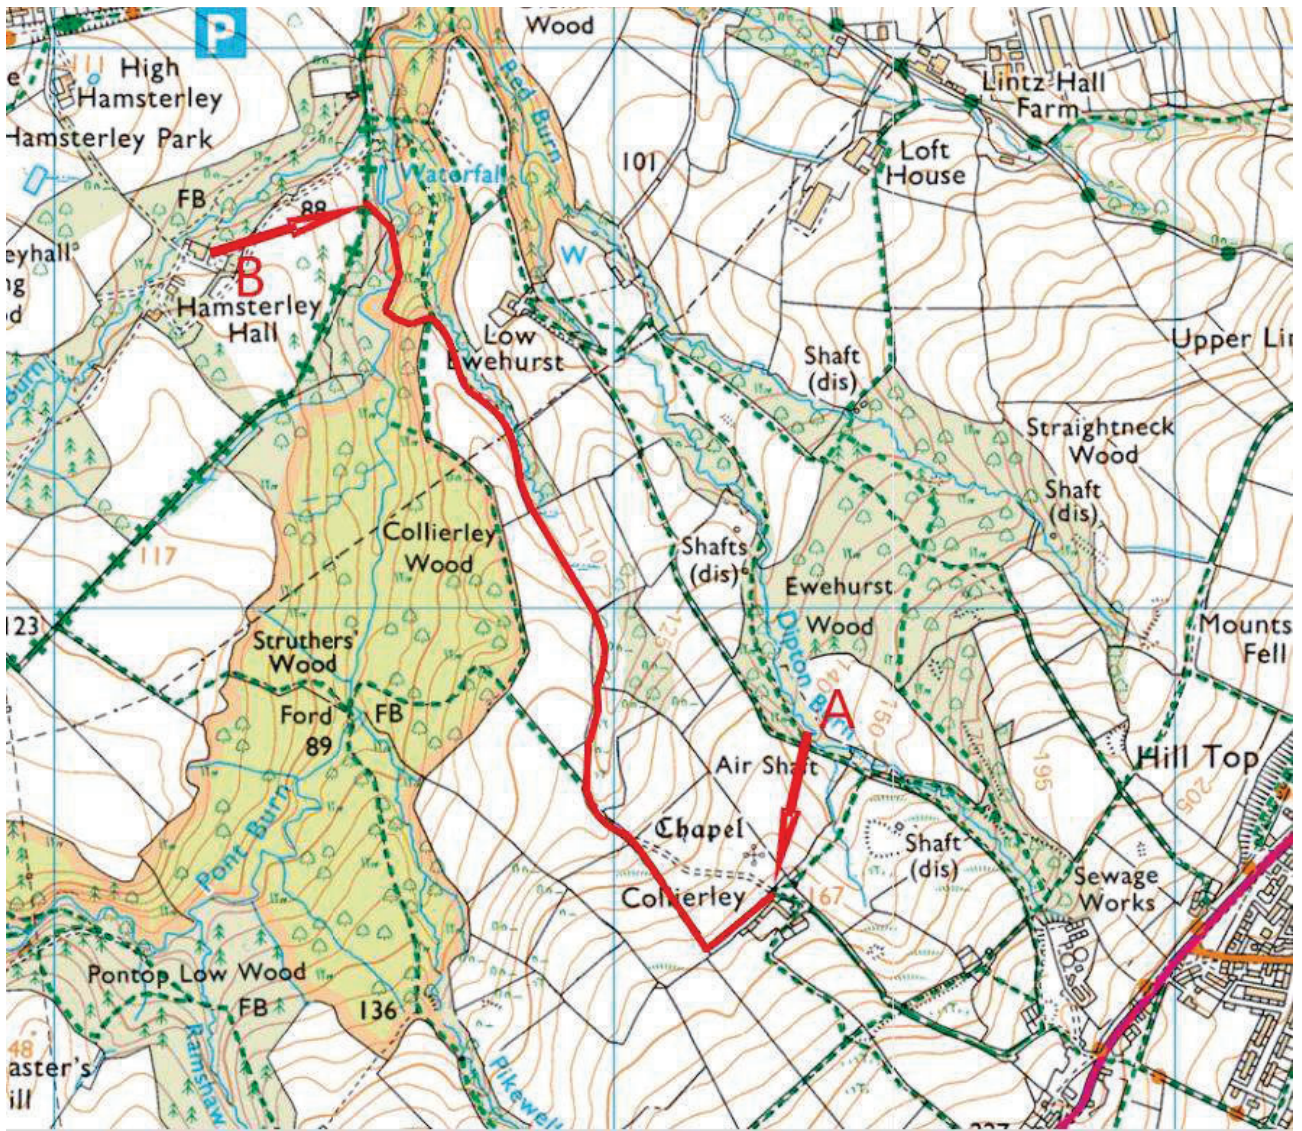 P
Wood
High
Hamsterley
111
Hamsterley Park
Red
Burn
Lintz Hall
Farm
101
Loft
House
Waterfall
FB
88
B
W
Hamsterley
Hall
Low
Ewehurst
Shaft
(dis)
Burn
Straightneck
Wood
Shaft
(dis)
Collierley
Wood
117
110
Shafts
(dis)
Ewehurst
Wood
125
123
Struthers'
Wood
Dipton
Burn
Mounts
Fell
140
150
A
Ford
FB
89
Air Shaft
Hill Top
195
205
Pont Burn
Chapel
Shaft
(dis)
Collierley
167
Sewage
Works
Pontop Low Wood
FB
136
Ramshaw
Pikewell